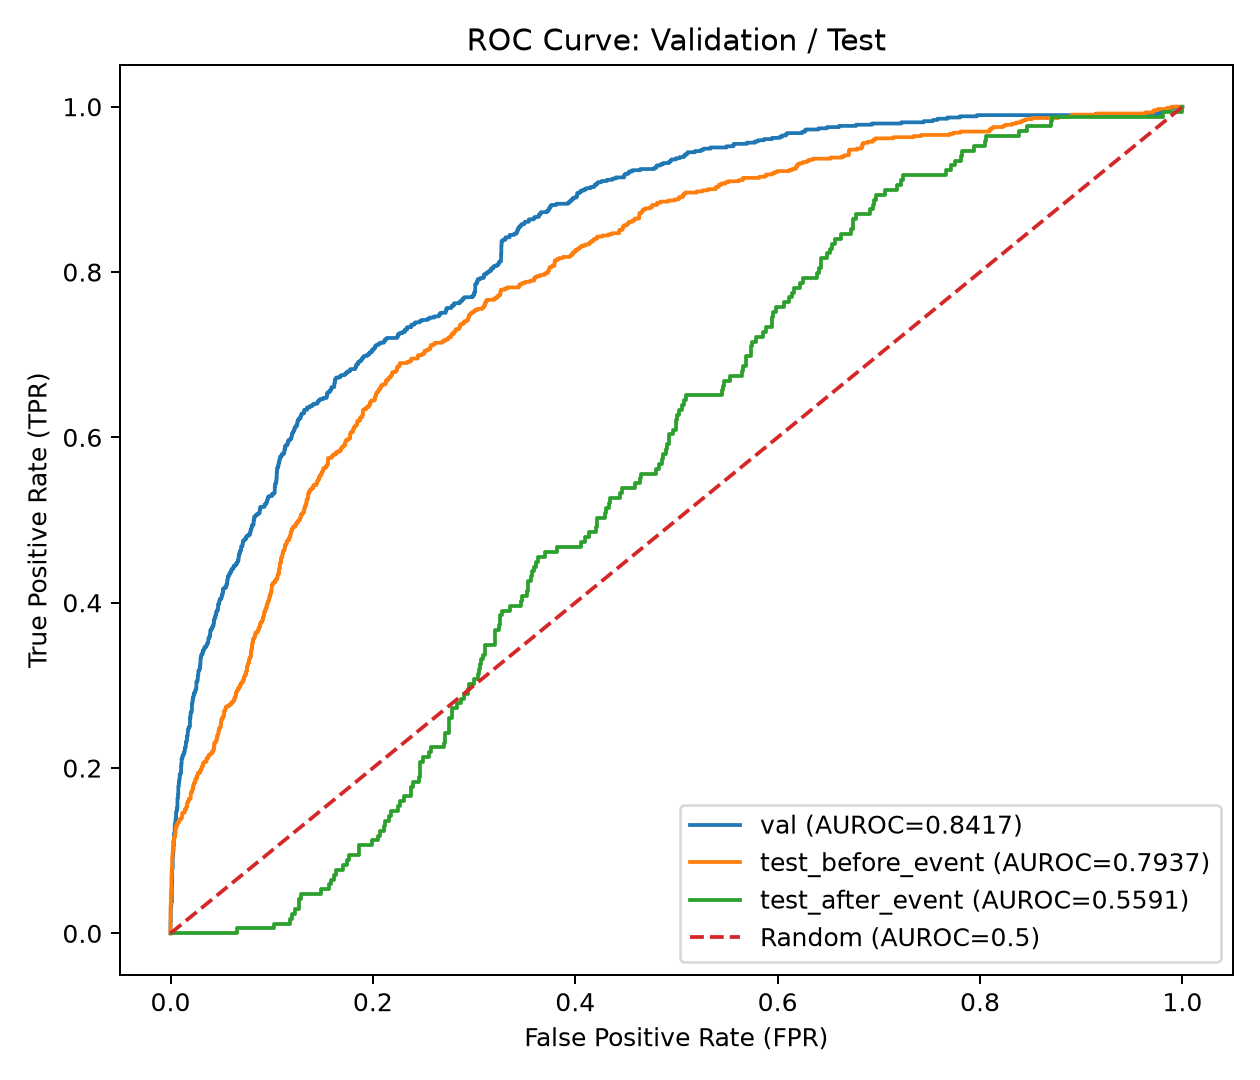 ROC Curve: Validation / Test
True Positive Rate (TPR)
1.0
0.8
0.6
0.4
0.2
0.0
0.0 0.2 0.4 0.6 0.8 1.0
False Positive Rate (FPR)
val (AUROC=0.8417)
test_before_event (AUROC=0.7937)
test_after_event (AUROC=0.5591)
Random (AUROC=0.5)